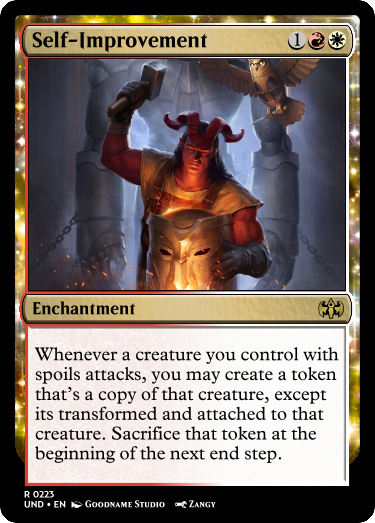 Self-Improvement 1
Enchantment
Whenever a creature you control with
spoils attacks, you may create a token
that's a copy of that creature, except
its transformed and attached to that
creature. Sacrifice that token at the
beginning of the next end step.
R 0223
UND • EN Goodname Studio Zangy